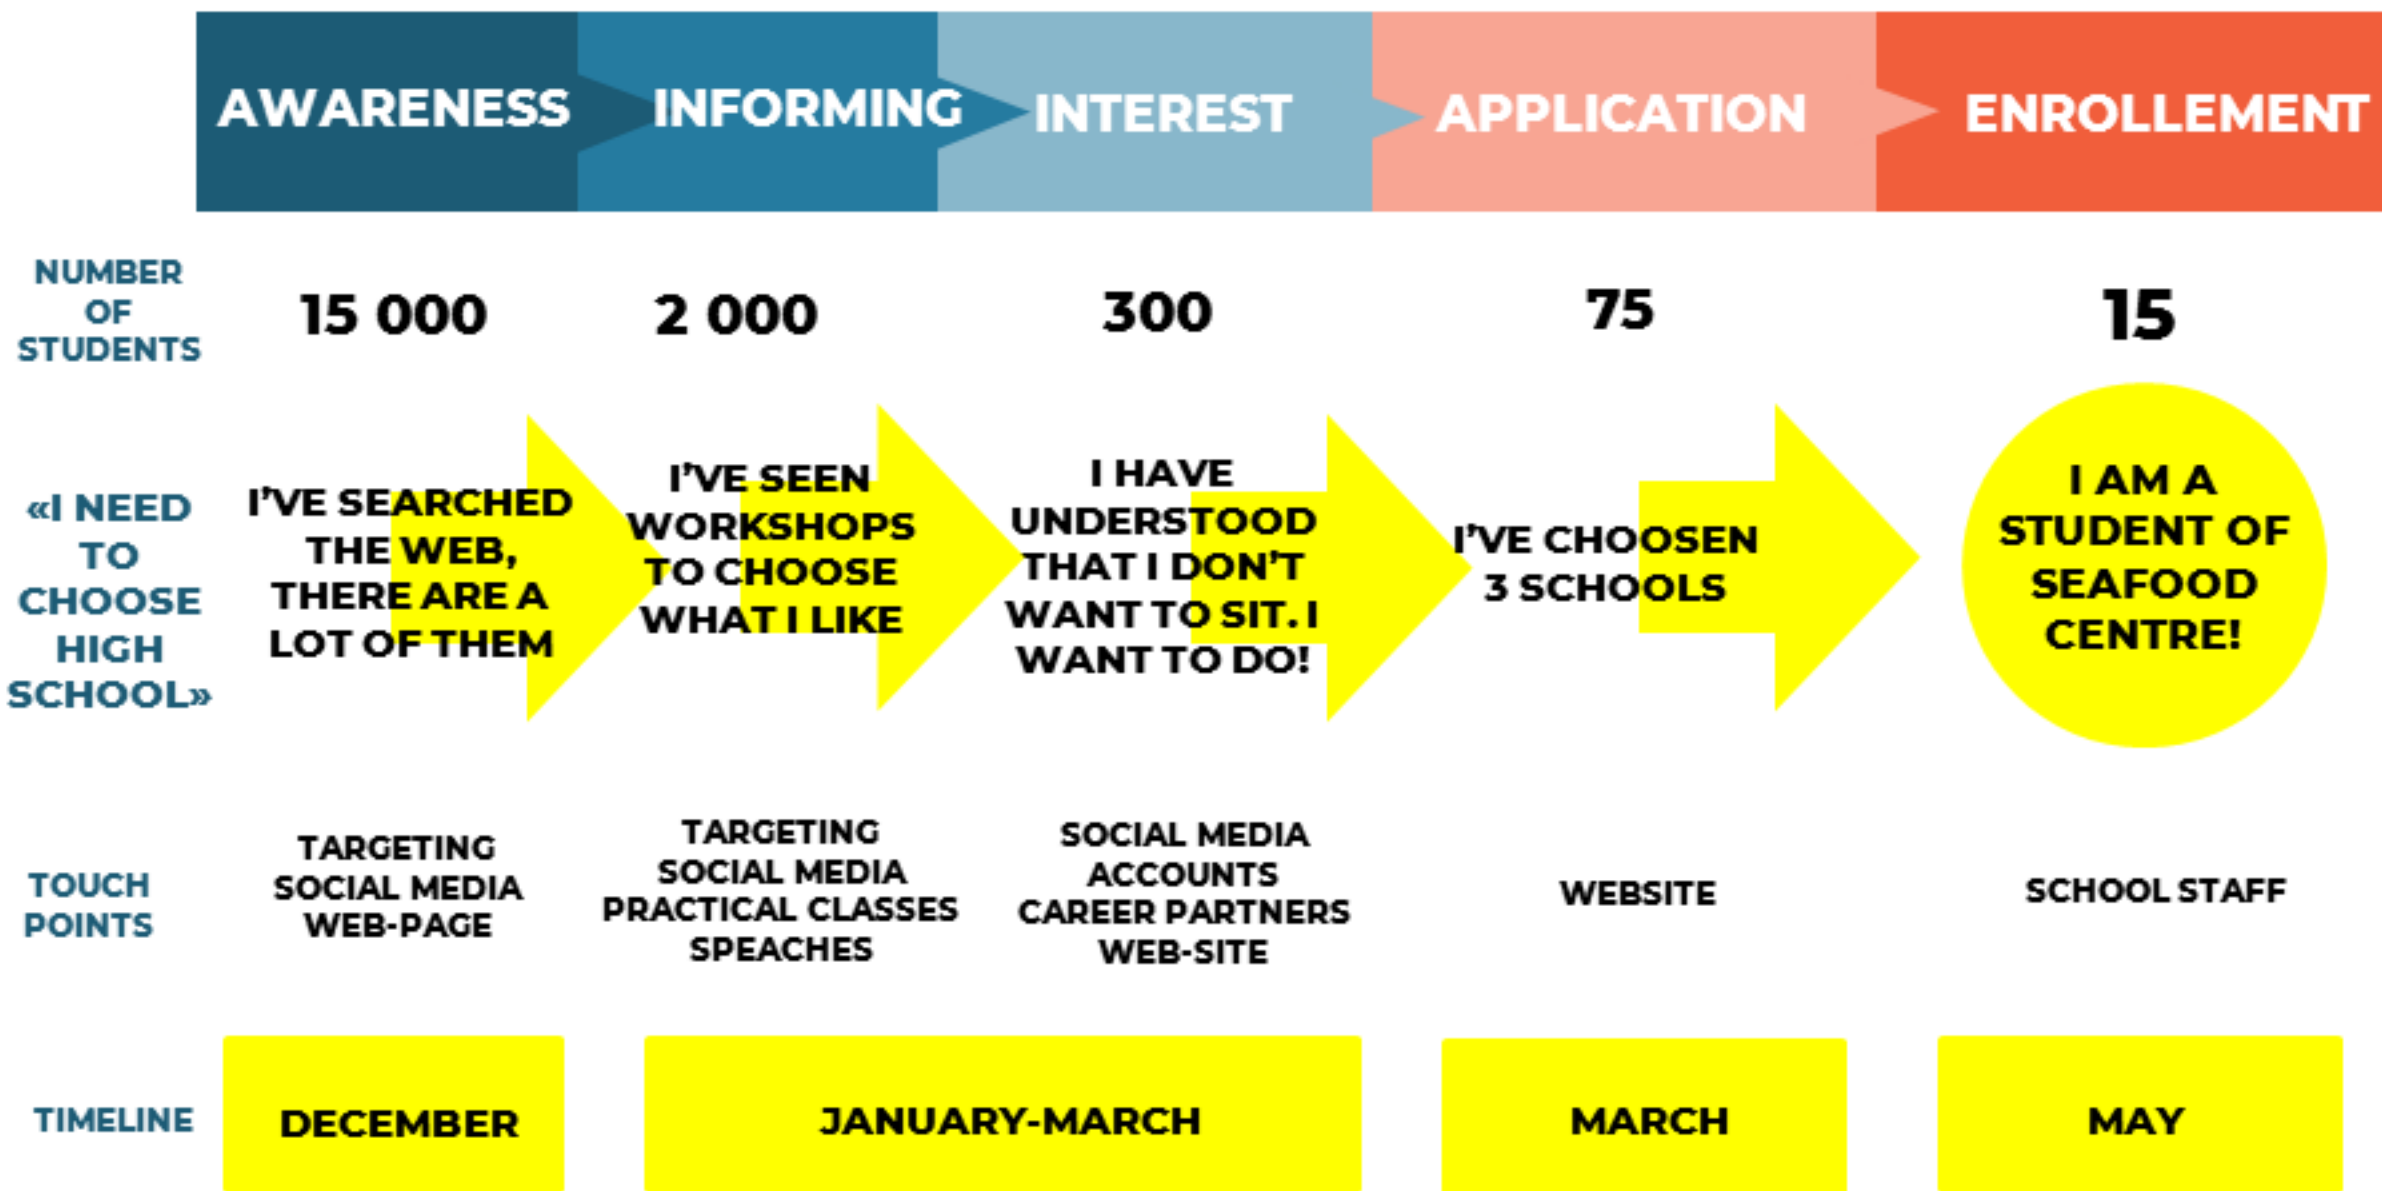 AWARENESS INFORMING INTEREST APPLICATION ENROLLEMENT
NUMBER
OF
STUDENTS
15 000 2 000 300 75 15
«I NEED
TO
CHOOSE
HIGH
SCHOOL»
I'VE SEARCHED
THE WEB,
THERE ARE A
LOT OF THEM
I'VE SEEN
WORKSHOPS
TO CHOOSE
WHAT I LIKE
I HAVE
UNDERSTOOD
THAT I DON'T
WANT TO SIT. I
WANT TO DO!
I'VE CHOOSEN
3 SCHOOLS
I AM A
STUDENT OF
SEAFOOD
CENTRE!
TOUCH
POINTS
TARGETING
SOCIAL MEDIA
WEB-PAGE
TARGETING
SOCIAL MEDIA
PRACTICAL CLASSES
SPEACHES
SOCIAL MEDIA
ACCOUNTS
CAREER PARTNERS
WEB-SITE
WEBSITE
SCHOOL STAFF
TIMELINE
DECEMBER JANUARY-MARCH MARCH MAY